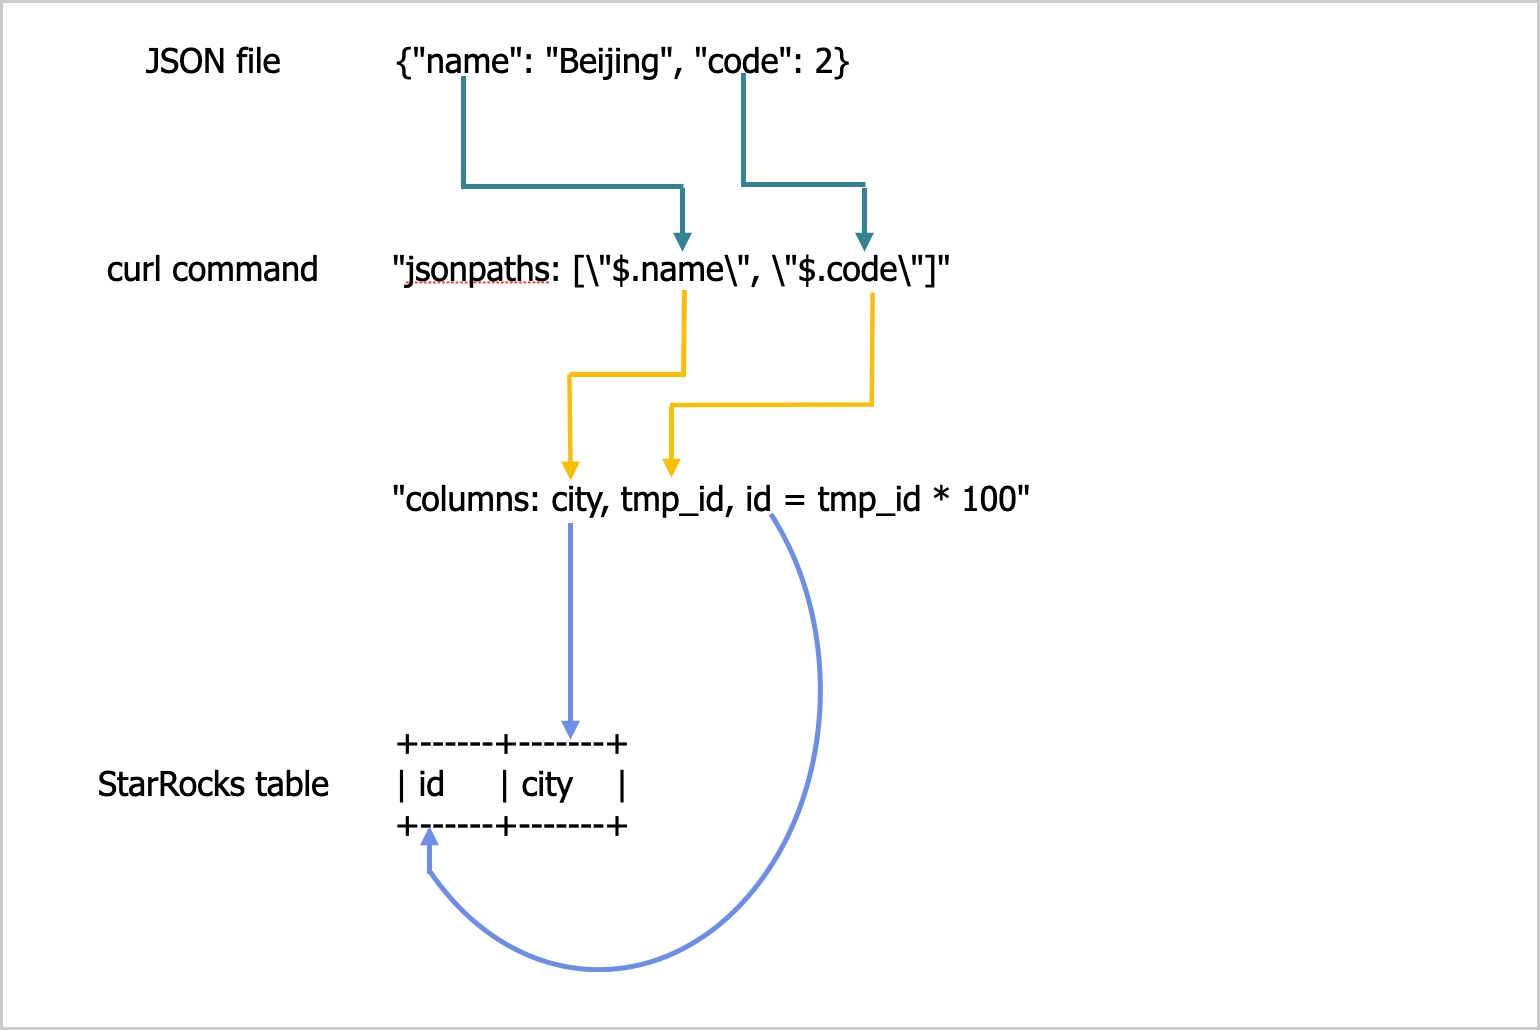 JSON file {"name": "Beijing", "code": 2}
curl command "jsonpaths: [\"$.name\", \"$.code\"]"
"columns: city, tmp_id, id = tmp_id * 100"
+------+-------+
StarRocks table | id | city |
+------+-------+